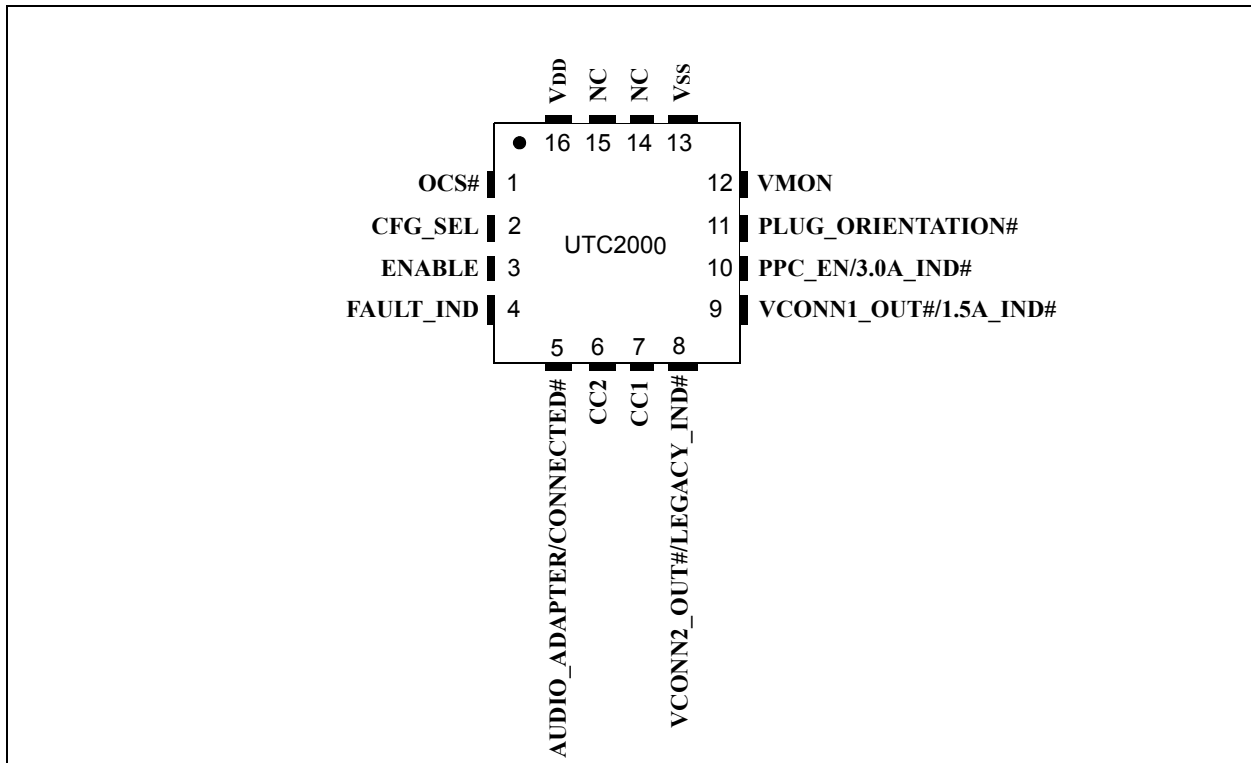 VDD
NC
NC
VSS
16 15 14 13
OCS# 1
12 VMON
CFG_SEL 2
11 PLUG_ORIENTATION#
UTC2000
ENABLE 3
10 PPC_EN/3.0A_IND#
FAULT_IND 4
9 VCONN1_OUT#/1.5A_IND#
5 6 7 8
AUDIO_ADAPTER/CONNECTED#
CC2
CC1
VCONN2_OUT#/LEGACY_IND#